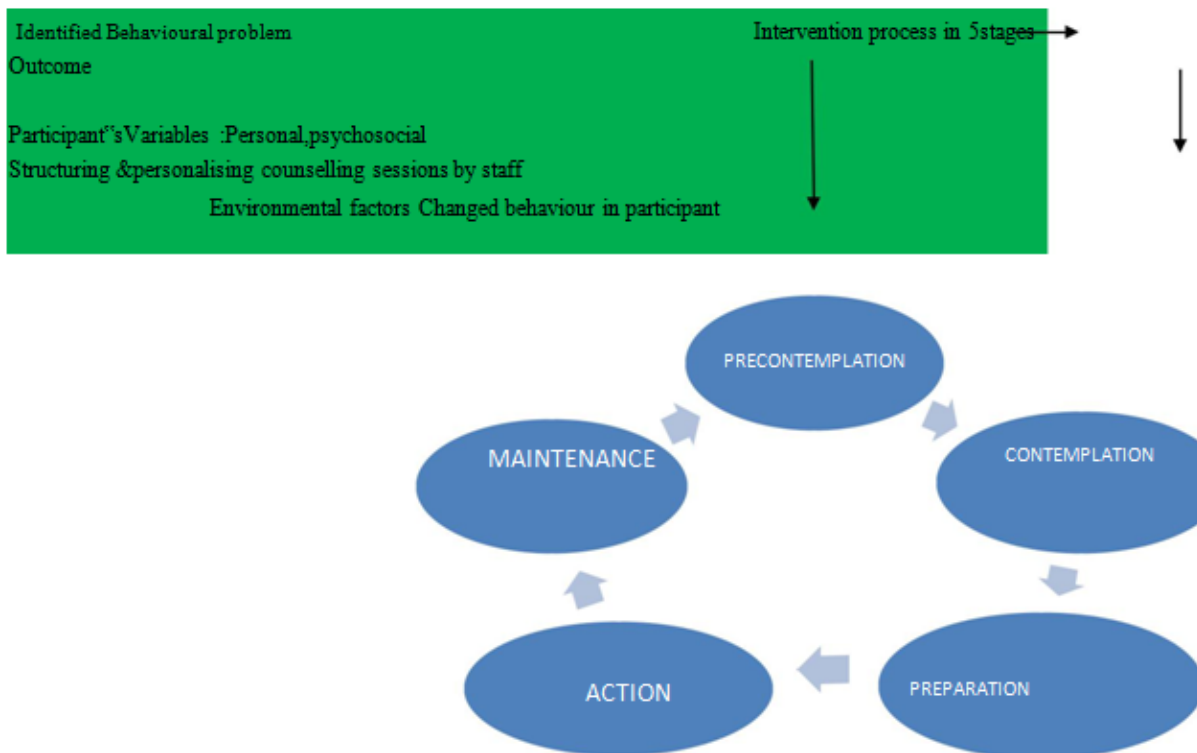 Identified Behavioural problem Intervention process in 5stages
Outcome
Participant‟sVariables :Personal,psychosocial
Structuring &personalising counselling sessions by staff
Environmental factors Changed behaviour in participant
PRECONTEMPLATION
MAINTENANCE
CONTEMPLATION
ACTION
PREPARATION